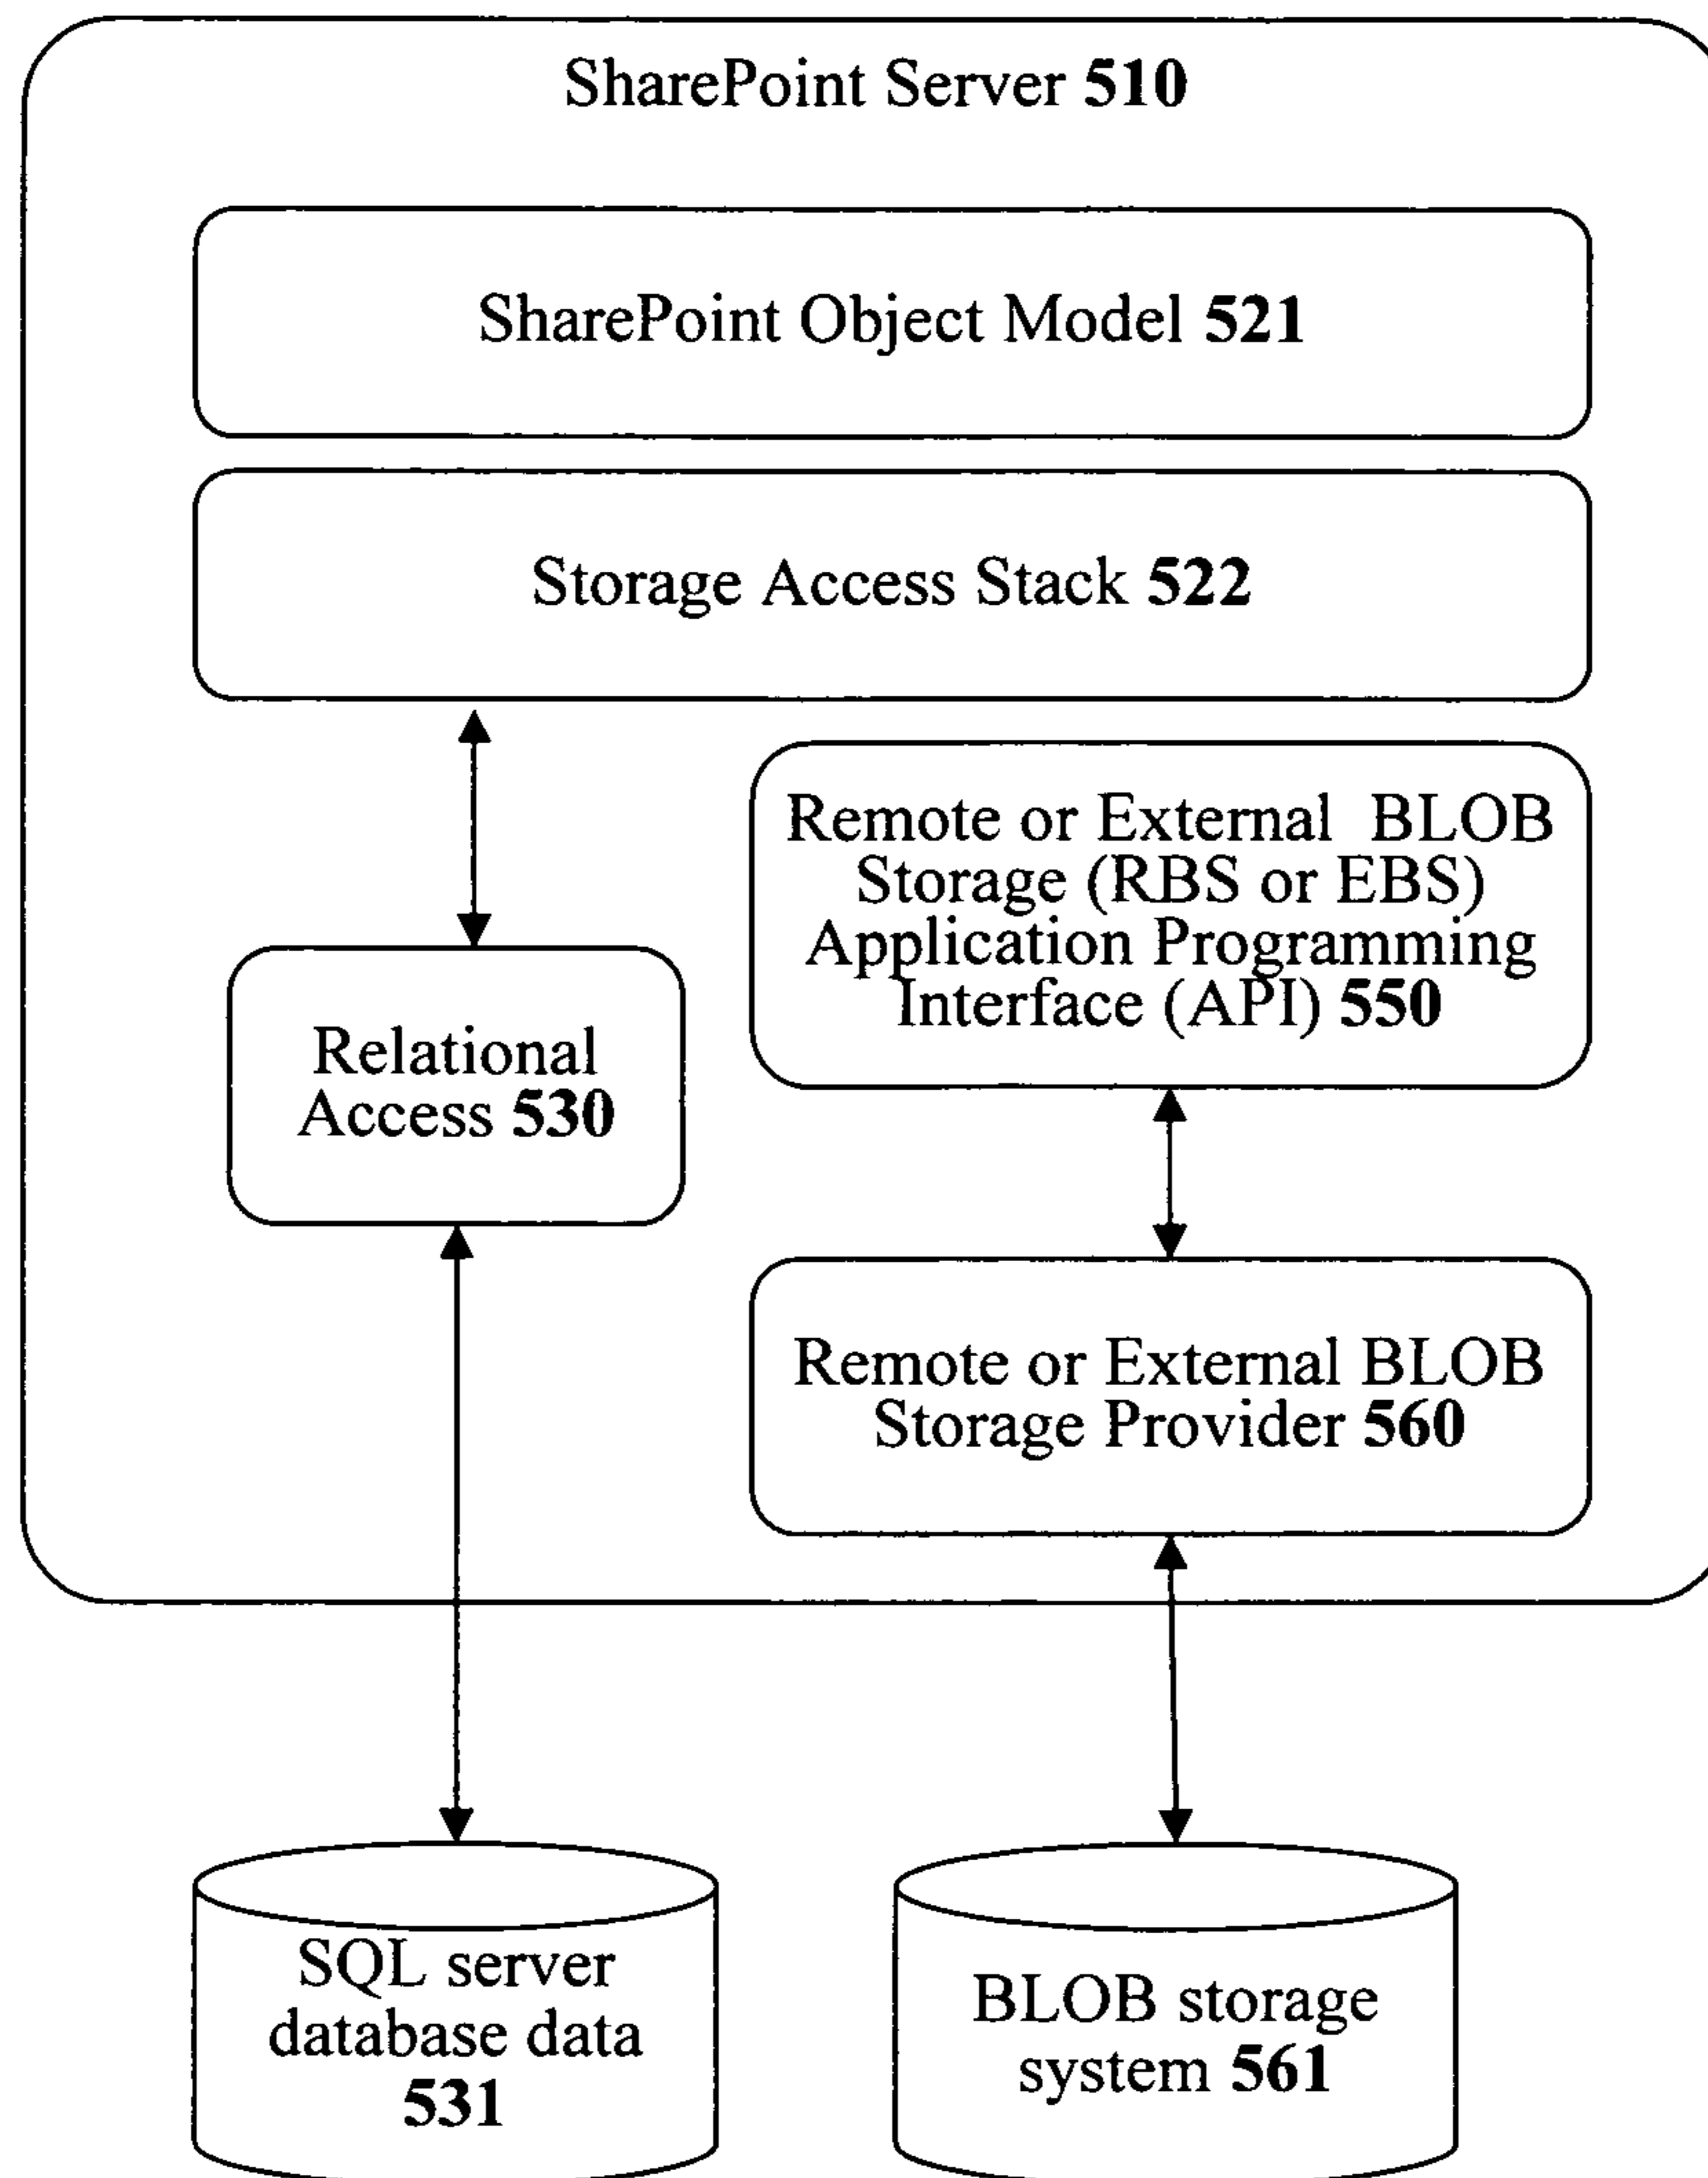 SharePoint Server 510
SharePoint Object Model 521
Storage Access Stack 522
Remote or External BLOB
Storage (RBS or EBS)
Application Programming
Interface (API) 550
Relational
Access 530
Remote or External BLOB
Storage Provider 560
SQL server
database data
531
BLOB storage
system 561